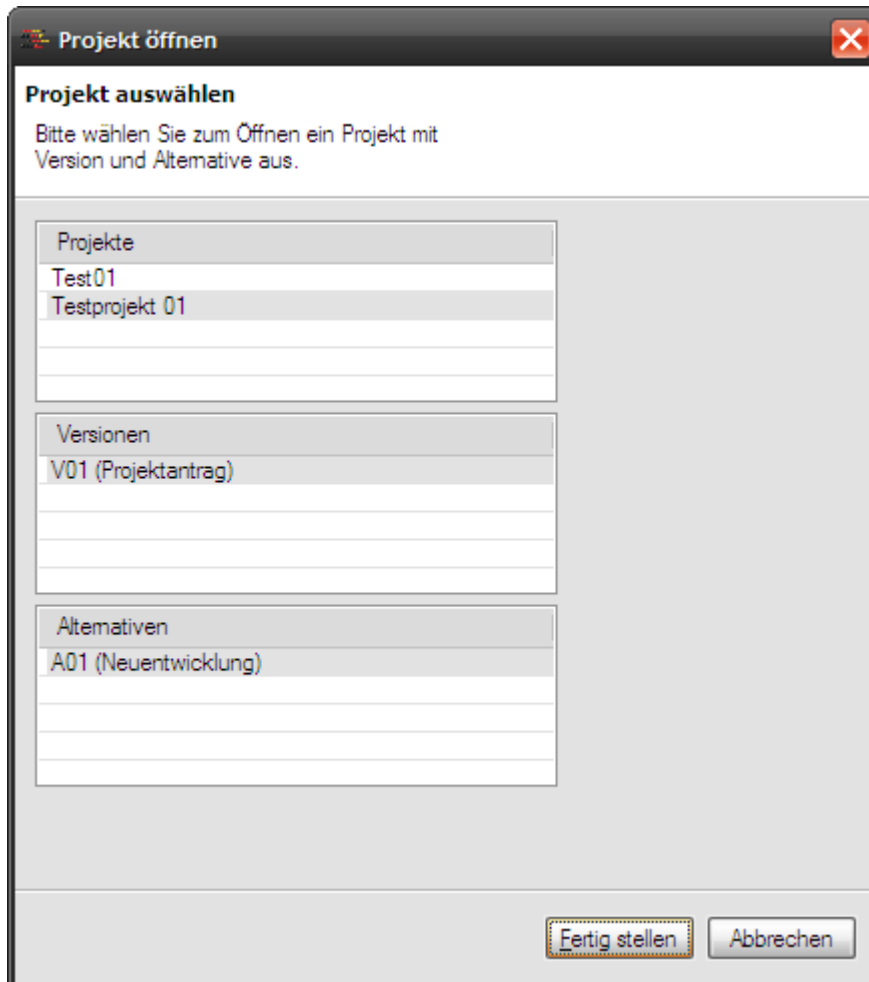 Projekt öffnen
Projekt auswählen
Bitte wählen Sie zum Öffnen ein Projekt mit
Version und Alternative aus.
Projekte
Test01
Testprojekt 01
Versionen
V01 (Projektantrag)
Alternativen
A01 (Neuentwicklung)
Fertig stellen Abbrechen